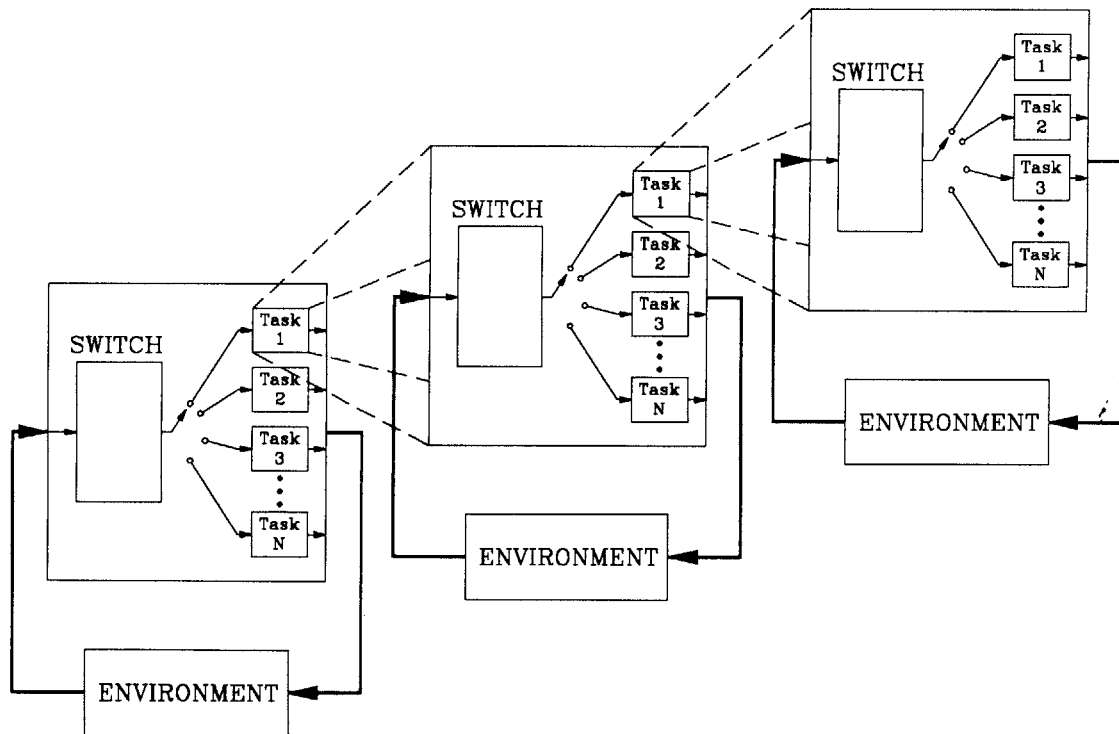 SWITCH
Task
1
Task
2
Task
3
Task
N
ENVIRONMENT
SWITCH
Task
1
Task
2
Task
3
Task
N
ENVIRONMENT
SWITCH
Task
1
Task
2
Task
3
Task
N
ENVIRONMENT